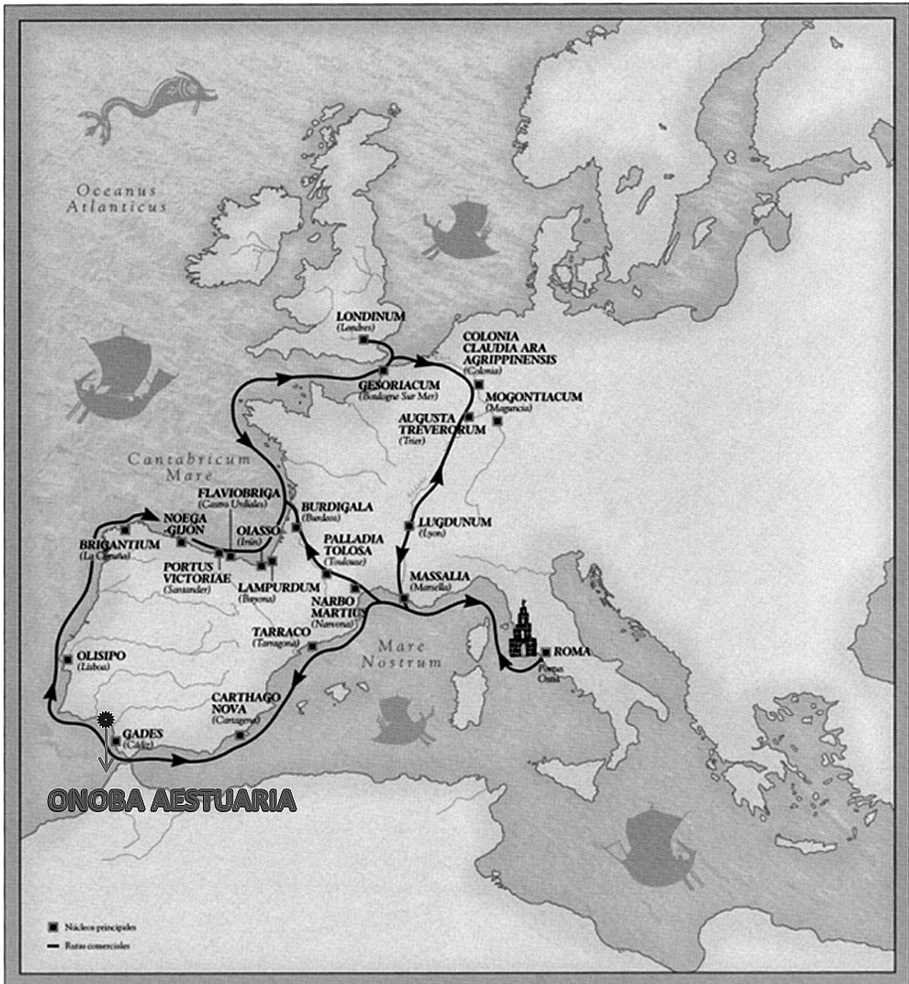 Oceanus
Atlanticus
LONDINUM
(Londres)
COLONIA
CLAUDIA ARA
AGRIPPINENSIS
(Colonia)
GESORIACUM
(Boulogne Sur Mer)
MOGONTIACUM
(Maguncia)
AUGUSTA
TRÉVERORUM
(Trier)
Cantabricum
Mare
FLAVIOBRIGA
(Castro Urdiales)
NOEGA
-GIJÓN
OIASSO
(Irún)
BURDIGALA
(Burdeos)
LUGDUNUM
(Lyon)
BRIGANTIUM
(La Coruña)
PORTUS
VICTORIAE
(Santander)
LAMPURDUM
(Bayona)
PALLADIA
TOLOSA
(Toulouse)
NARBO
MARTIUS
(Narvona)
MASSALIA
(Marsella)
TARRACO
(Tarragona)
Mare
Nostrum
ROMA
Portus
Ostia
OLISIPO
(Lisboa)
CARTHAGO
NOVA
(Cartagena)
GADES
(Cádiz)
ONOBA AESTUARIA
Núcleos principales
Rutas comerciales